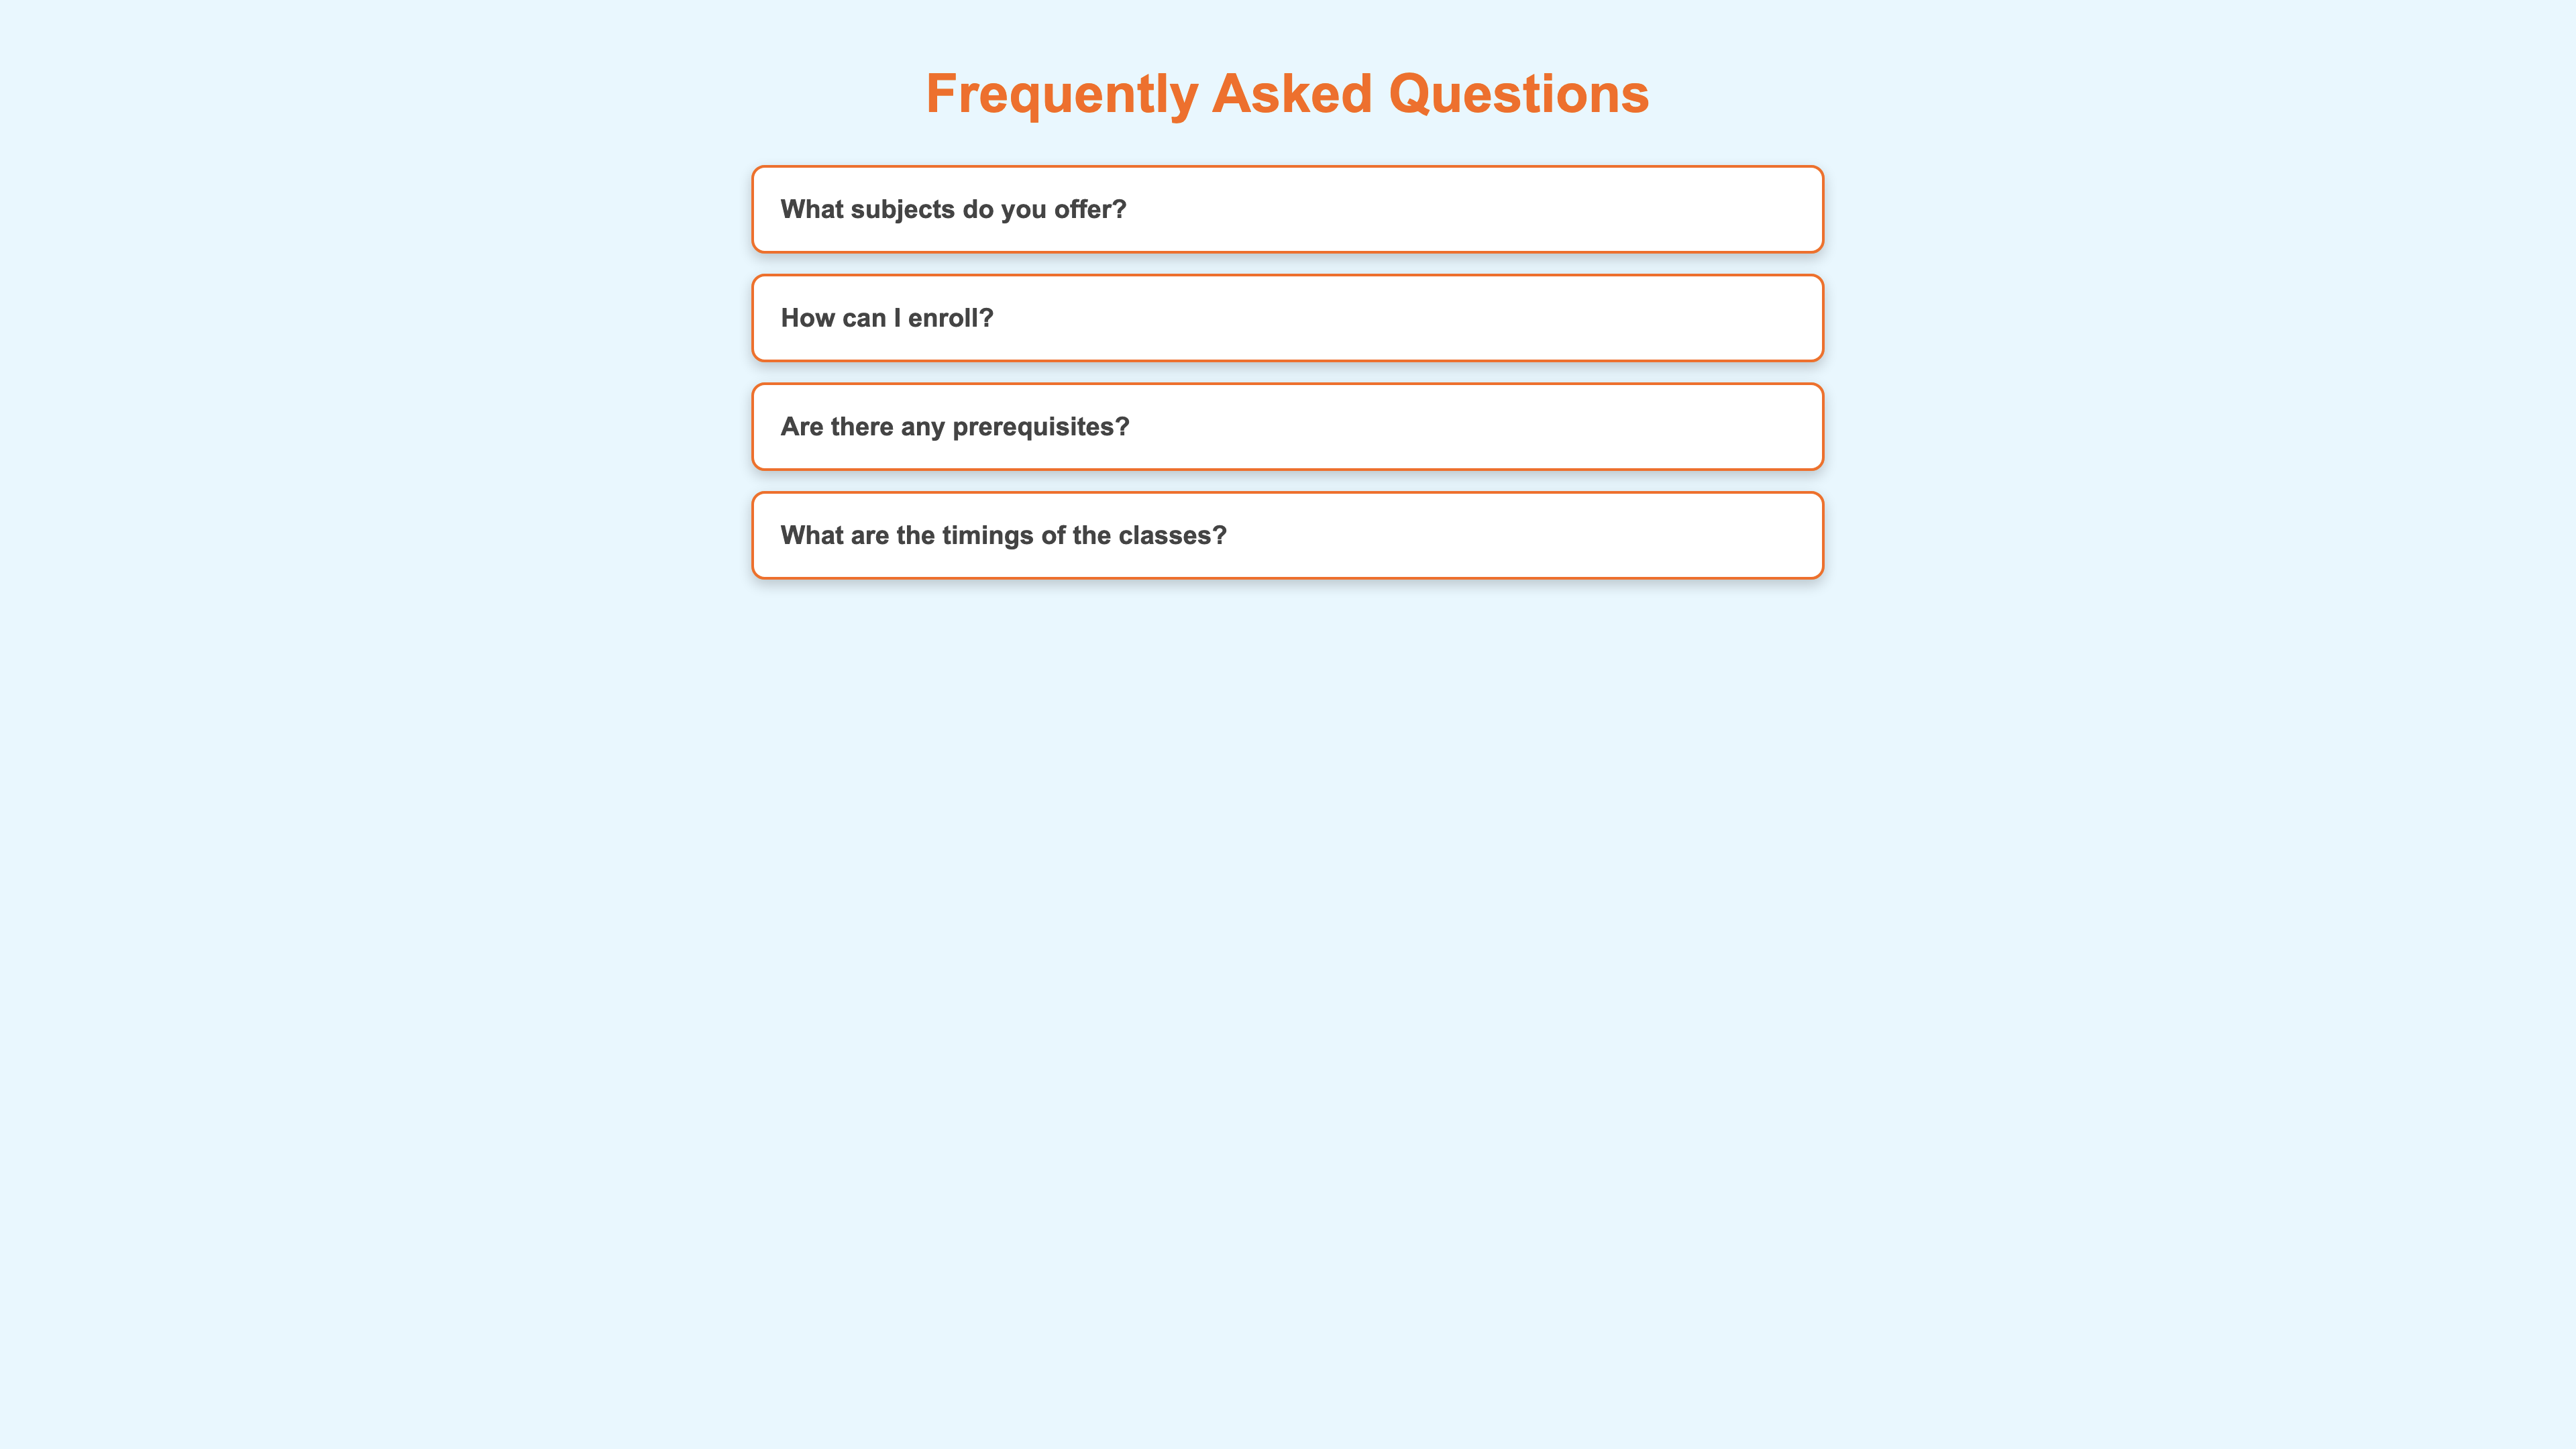 Frequently Asked Questions
What subjects do you offer?
How can I enroll?
Are there any prerequisites?
What are the timings of the classes?